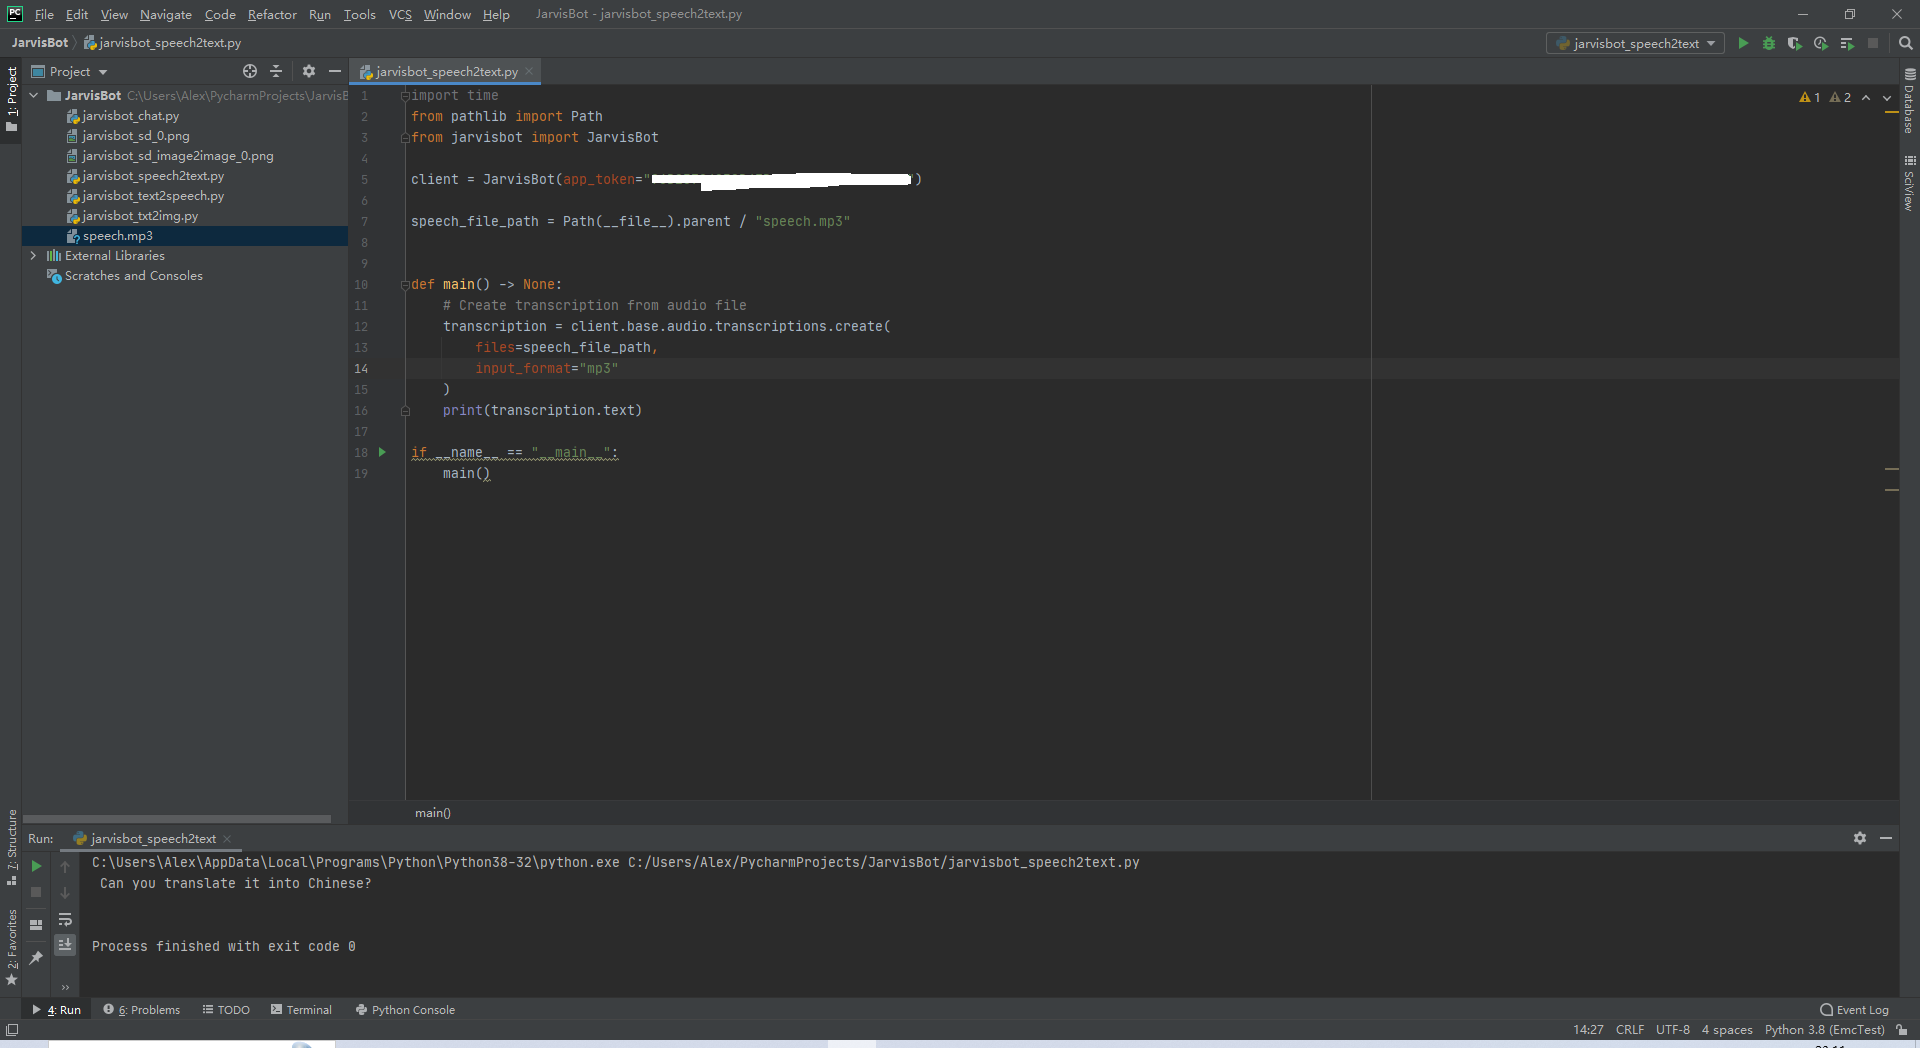 PC File Edit View Navigate Code Refactor Run Tools VCS Window Help JarvisBot - jarvisbot_speech2text.py
JarvisBot jarvisbot_speech2text.py jarvisbot_speech2text
1: Project
Project
jarvisbot_speech2text.py
JarvisBot C:\Users\Alex\PycharmProjects\JarvisB
jarvisbot_chat.py
jarvisbot_sd_0.png
jarvisbot_sd_image2image_0.png
jarvisbot_speech2text.py
jarvisbot_text2speech.py
jarvisbot_txt2img.py
speech.mp3
External Libraries
Scratches and Consoles
1 import time
2 from pathlib import Path
3 from jarvisbot import JarvisBot
4
5 client = JarvisBot(app_token=" ")
6
7 speech_file_path = Path(__file__).parent / "speech.mp3"
8
9
10 def main() -> None:
11 # Create transcription from audio file
12 transcription = client.base.audio.transcriptions.create(
13 files=speech_file_path,
14 input_format="mp3"
15 )
16 print(transcription.text)
17
18 if __name__ == "__main__":
19 main()
1 2
Database
SciView
main()
7: Structure
2: Favorites
Run: jarvisbot_speech2text
C:\Users\Alex\AppData\Local\Programs\Python\Python38-32\python.exe C:/Users/Alex/PycharmProjects/JarvisBot/jarvisbot_speech2text.py
Can you translate it into Chinese?
Process finished with exit code 0
4: Run 6: Problems TODO Terminal Python Console Event Log
14:27 CRLF UTF-8 4 spaces Python 3.8 (EmcTest)